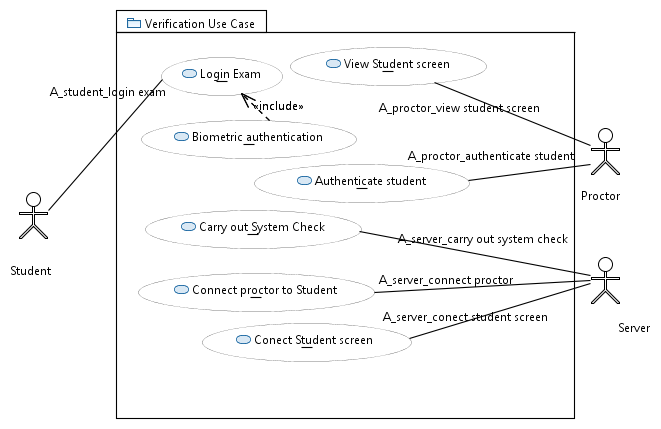 Verification Use Case
Login Exam
View Student screen
A_student_login exam
«include»
A_proctor_view student screen
Biometric authentication
A_proctor_authenticate student
Authenticate student
Proctor
Carry out System Check
A_server_carry out system check
Student
A_server_connect proctor
Connect proctor to Student
A_server_conect student screen
Server
Conect Student screen